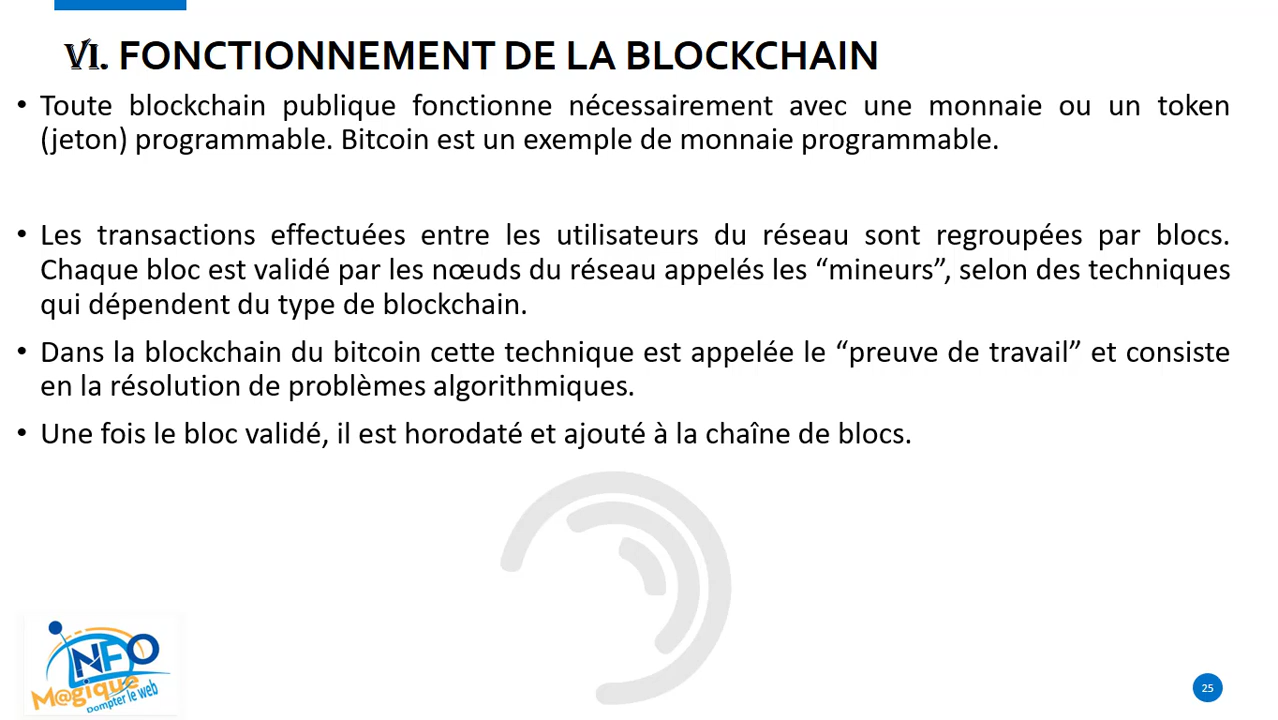 VI. FONCTIONNEMENT DE LA BLOCKCHAIN
• Toute blockchain publique fonctionne nécessairement avec une monnaie ou un token
(jeton) programmable. Bitcoin est un exemple de monnaie programmable.
• Les transactions effectuées entre les utilisateurs du réseau sont regroupées par blocs.
Chaque bloc est validé par les nœuds du réseau appelés les “mineurs”, selon des techniques
qui dépendent du type de blockchain.
• Dans la blockchain du bitcoin cette technique est appelée le “preuve de travail” et consiste
en la résolution de problèmes algorithmiques.
• Une fois le bloc validé, il est horodaté et ajouté à la chaîne de blocs.
INFO
M@gique
Dompter le web
25